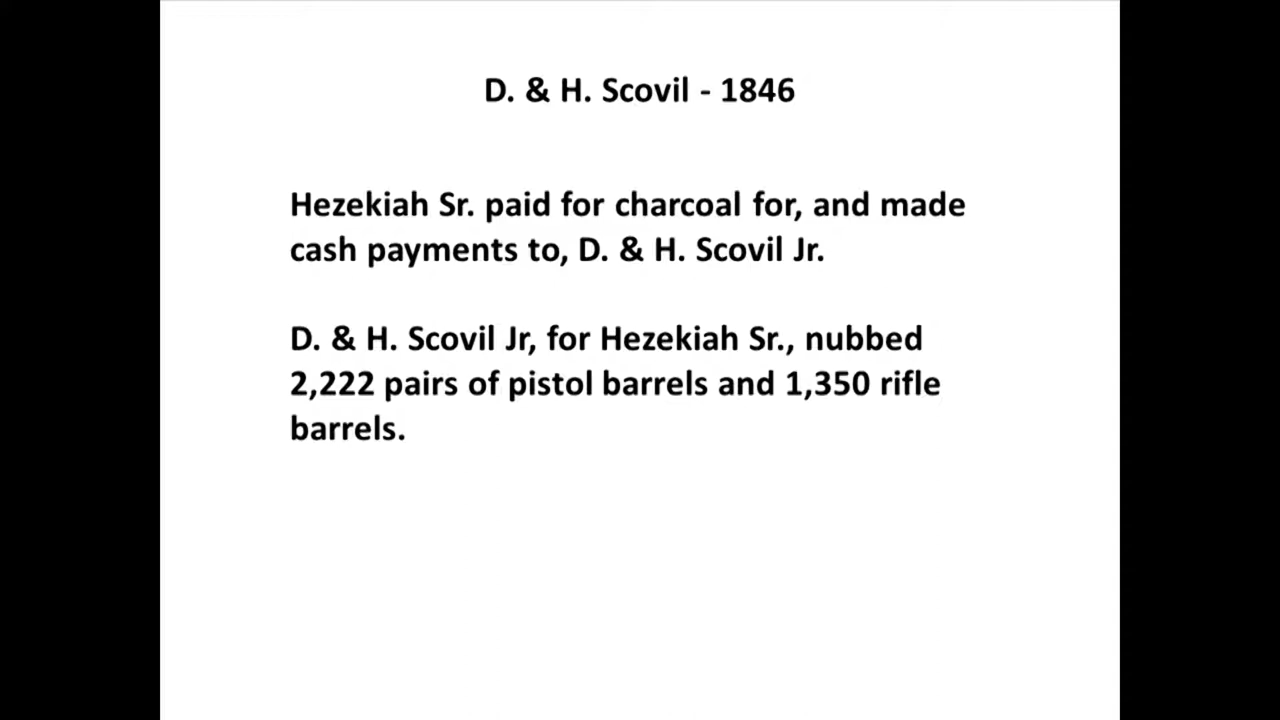 D. & H. Scovil - 1846
Hezekiah Sr. paid for charcoal for, and made
cash payments to, D. & H. Scovil Jr.
D. & H. Scovil Jr, for Hezekiah Sr., nubbed
2,222 pairs of pistol barrels and 1,350 rifle
barrels.